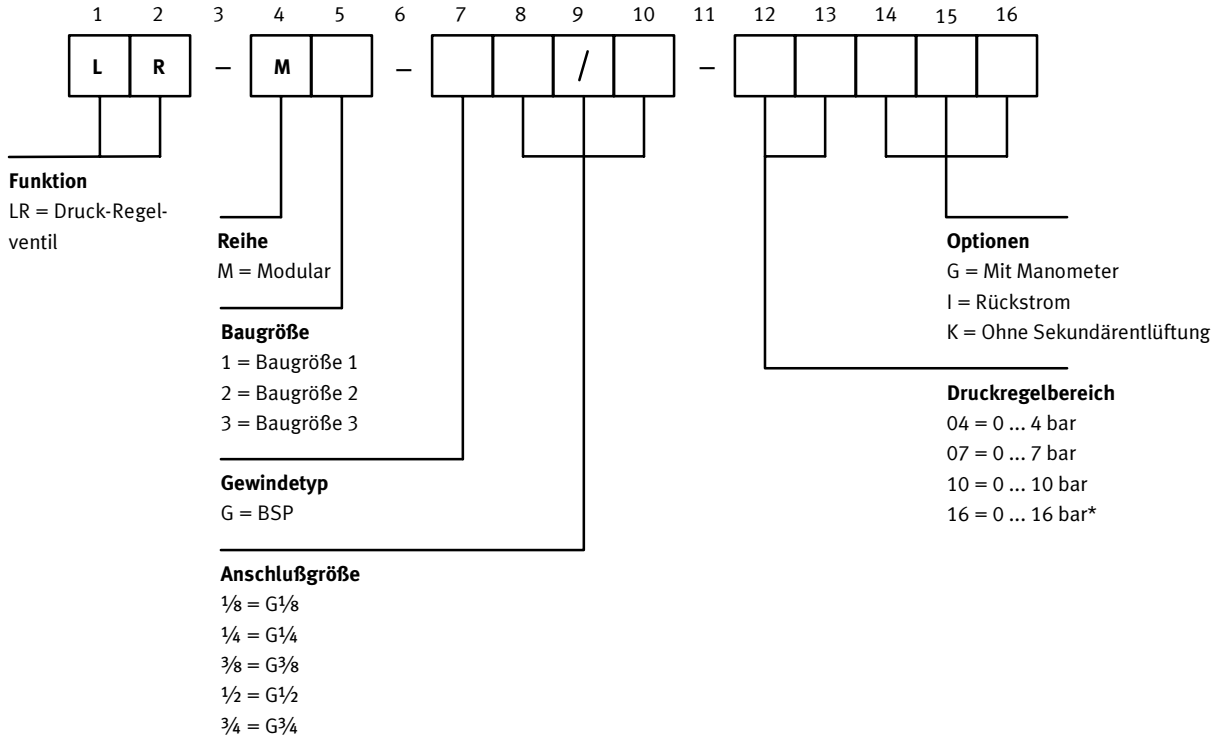 1 2 3 4 5 6 7 8 9 10 11 12 13 14 15 16
L R – M – / –
Funktion
LR = Druck-Regel-
ventil
Reihe
M = Modular
Baugröße
1 = Baugröße 1
2 = Baugröße 2
3 = Baugröße 3
Gewindetyp
G = BSP
Anschlußgröße
1/8 = G1/8
1/4 = G1/4
3/8 = G3/8
1/2 = G1/2
3/4 = G3/4
Optionen
G = Mit Manometer
I = Rückstrom
K = Ohne Sekundärentlüftung
Druckregelbereich
04 = 0 ... 4 bar
07 = 0 ... 7 bar
10 = 0 ... 10 bar
16 = 0 ... 16 bar*